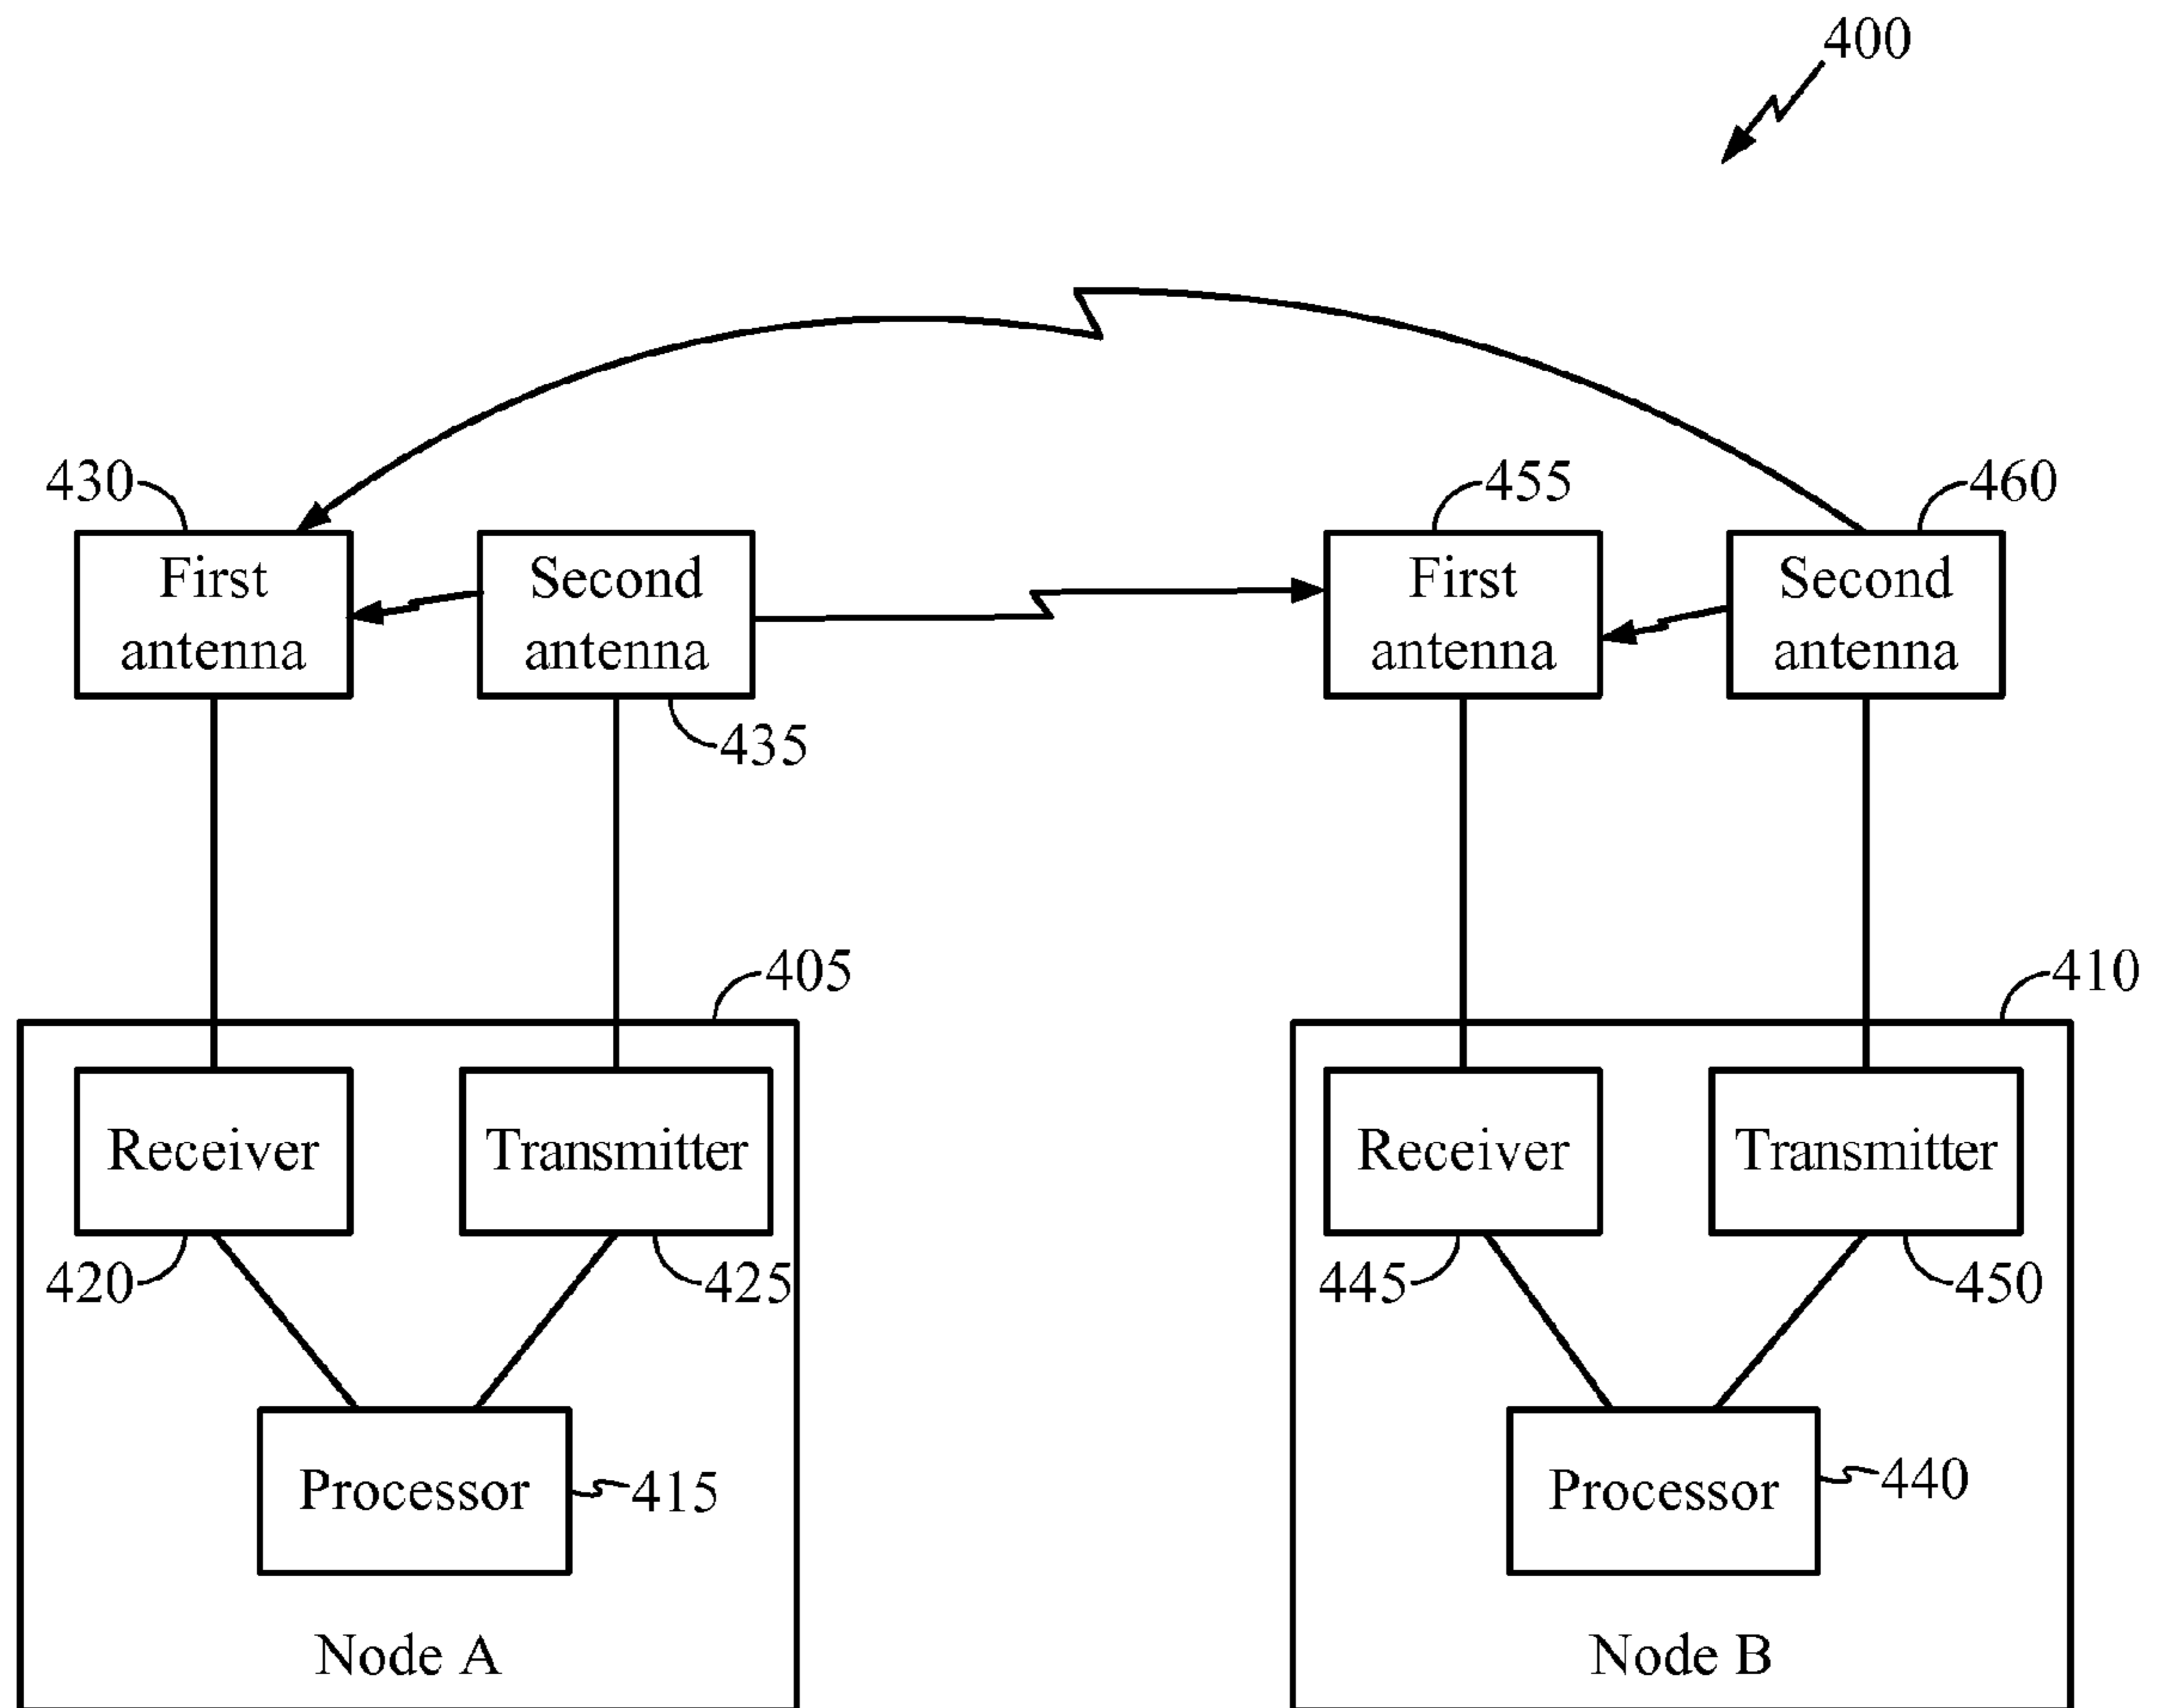 400
430
455
460
First
antenna
Second
antenna
First
antenna
Second
antenna
435
405
410
Receiver
Transmitter
Receiver
Transmitter
420
425
445
450
Processor
415
Processor
440
Node A
Node B